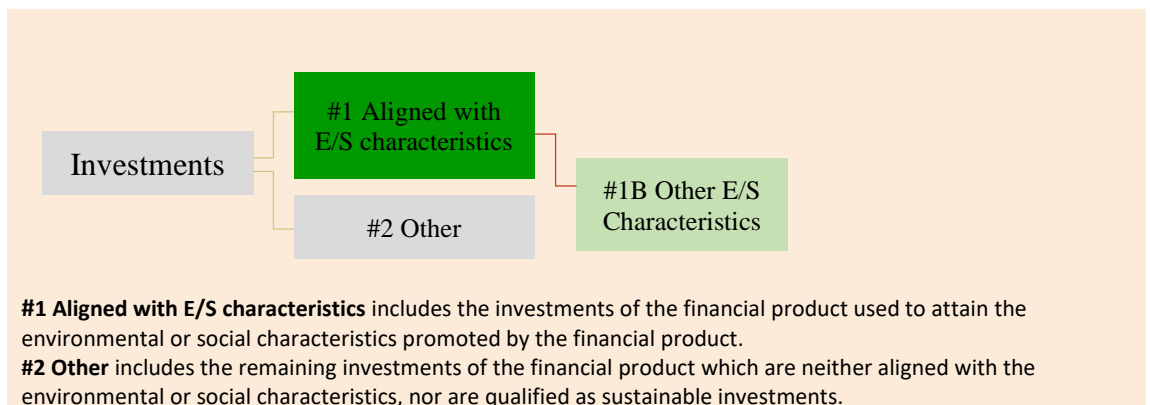 #1 Aligned with
E/S characteristics
Investments
#1B Other E/S
Characteristics
#2 Other
#1 Aligned with E/S characteristics includes the investments of the financial product used to attain the
environmental or social characteristics promoted by the financial product.
#2 Other includes the remaining investments of the financial product which are neither aligned with the
environmental or social characteristics, nor are qualified as sustainable investments.